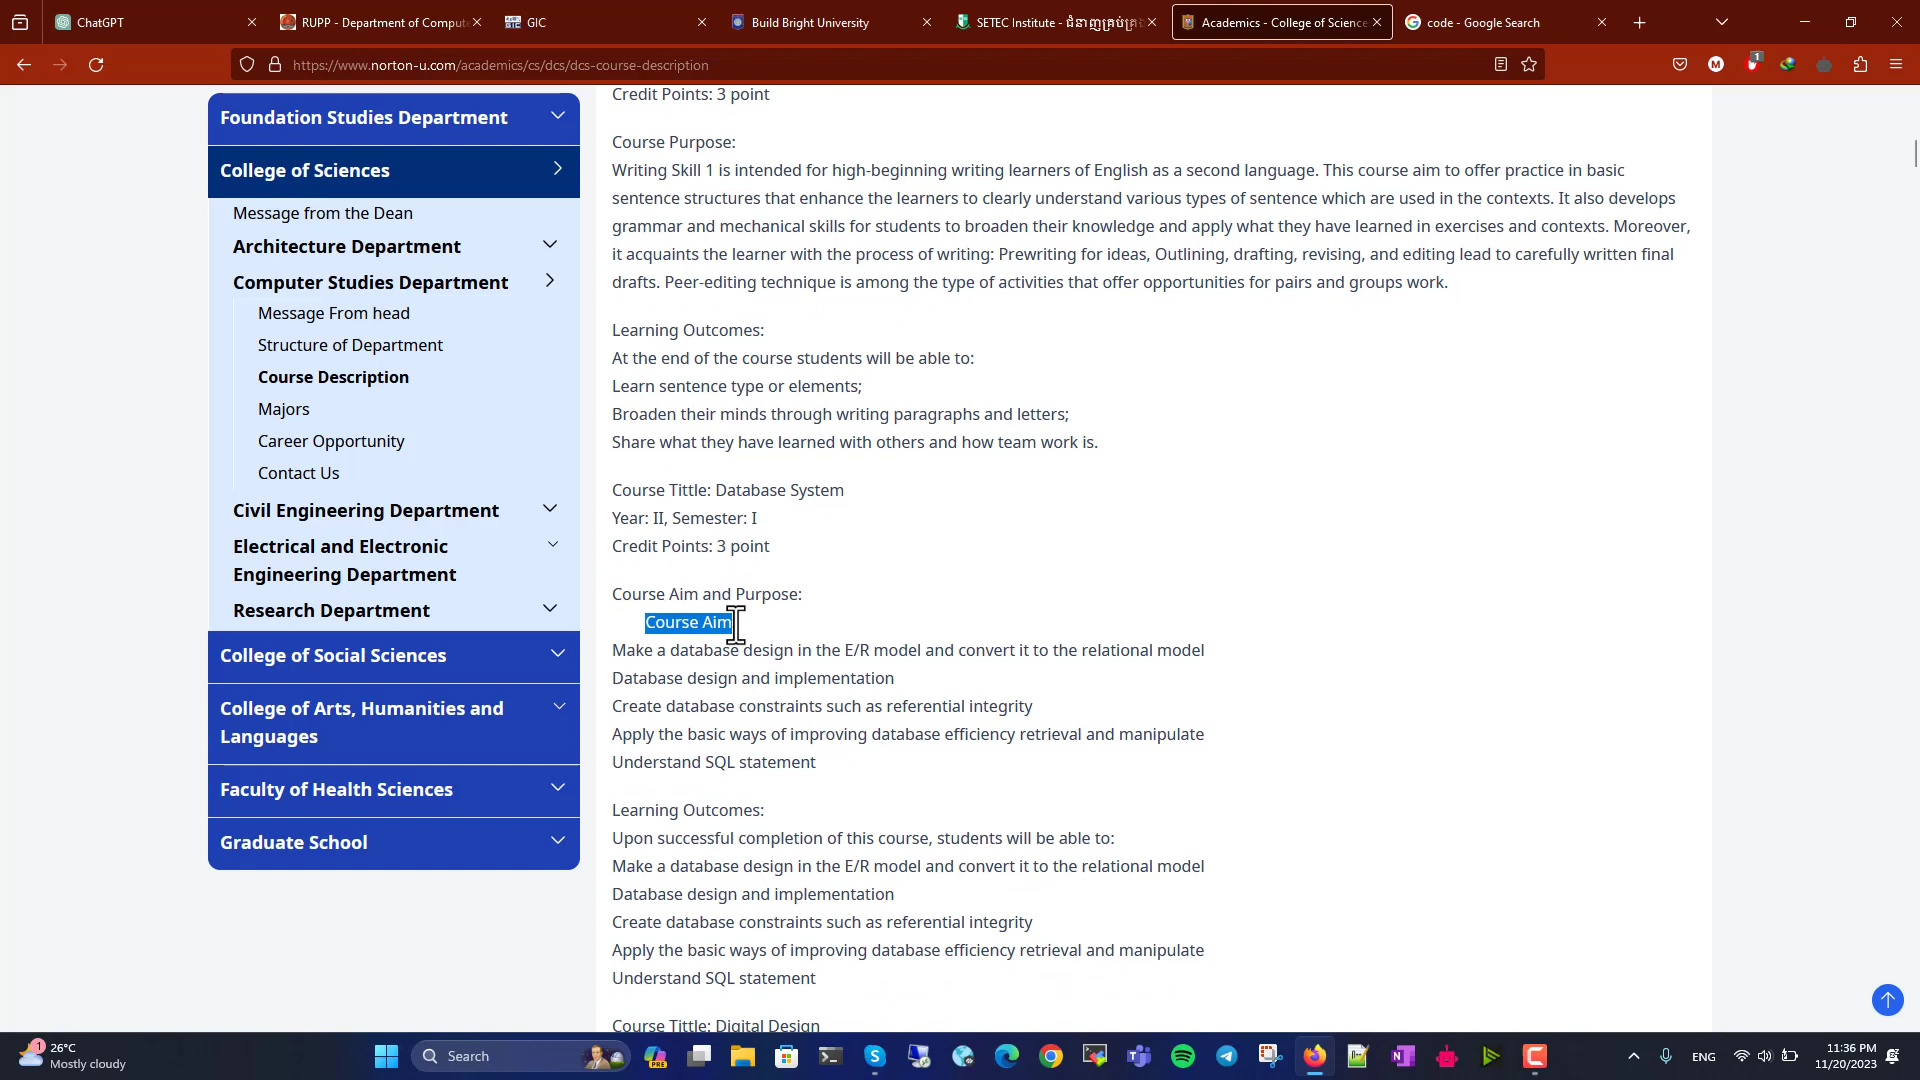 ChatGPT
RUPP - Department of Comput
GIC
Build Bright University
SETEC Institute - ជំនាញគ្រប់គ្រ
Academics - College of Science
code - Google Search
https://www.norton-u.com/academics/cs/dcs/dcs-course-description
1
Foundation Studies Department
College of Sciences
Message from the Dean
Architecture Department
Computer Studies Department
Message From head
Structure of Department
Course Description
Majors
Career Opportunity
Contact Us
Civil Engineering Department
Electrical and Electronic
Engineering Department
Research Department
College of Social Sciences
College of Arts, Humanities and
Languages
Faculty of Health Sciences
Graduate School
Credit Points: 3 point
Course Purpose:
Writing Skill 1 is intended for high-beginning writing learners of English as a second language. This course aim to offer practice in basic
sentence structures that enhance the learners to clearly understand various types of sentence which are used in the contexts. It also develops
grammar and mechanical skills for students to broaden their knowledge and apply what they have learned in exercises and contexts. Moreover,
it acquaints the learner with the process of writing: Prewriting for ideas, Outlining, drafting, revising, and editing lead to carefully written final
drafts. Peer-editing technique is among the type of activities that offer opportunities for pairs and groups work.
Learning Outcomes:
At the end of the course students will be able to:
Learn sentence type or elements;
Broaden their minds through writing paragraphs and letters;
Share what they have learned with others and how team work is.
Course Tittle: Database System
Year: II, Semester: I
Credit Points: 3 point
Course Aim and Purpose:
Course Aim
Make a database design in the E/R model and convert it to the relational model
Database design and implementation
Create database constraints such as referential integrity
Apply the basic ways of improving database efficiency retrieval and manipulate
Understand SQL statement
Learning Outcomes:
Upon successful completion of this course, students will be able to:
Make a database design in the E/R model and convert it to the relational model
Database design and implementation
Create database constraints such as referential integrity
Apply the basic ways of improving database efficiency retrieval and manipulate
Understand SQL statement
Course Tittle: Digital Design
1
26°C
Mostly cloudy
Search
PRE
ENG
11:36 PM
11/20/2023